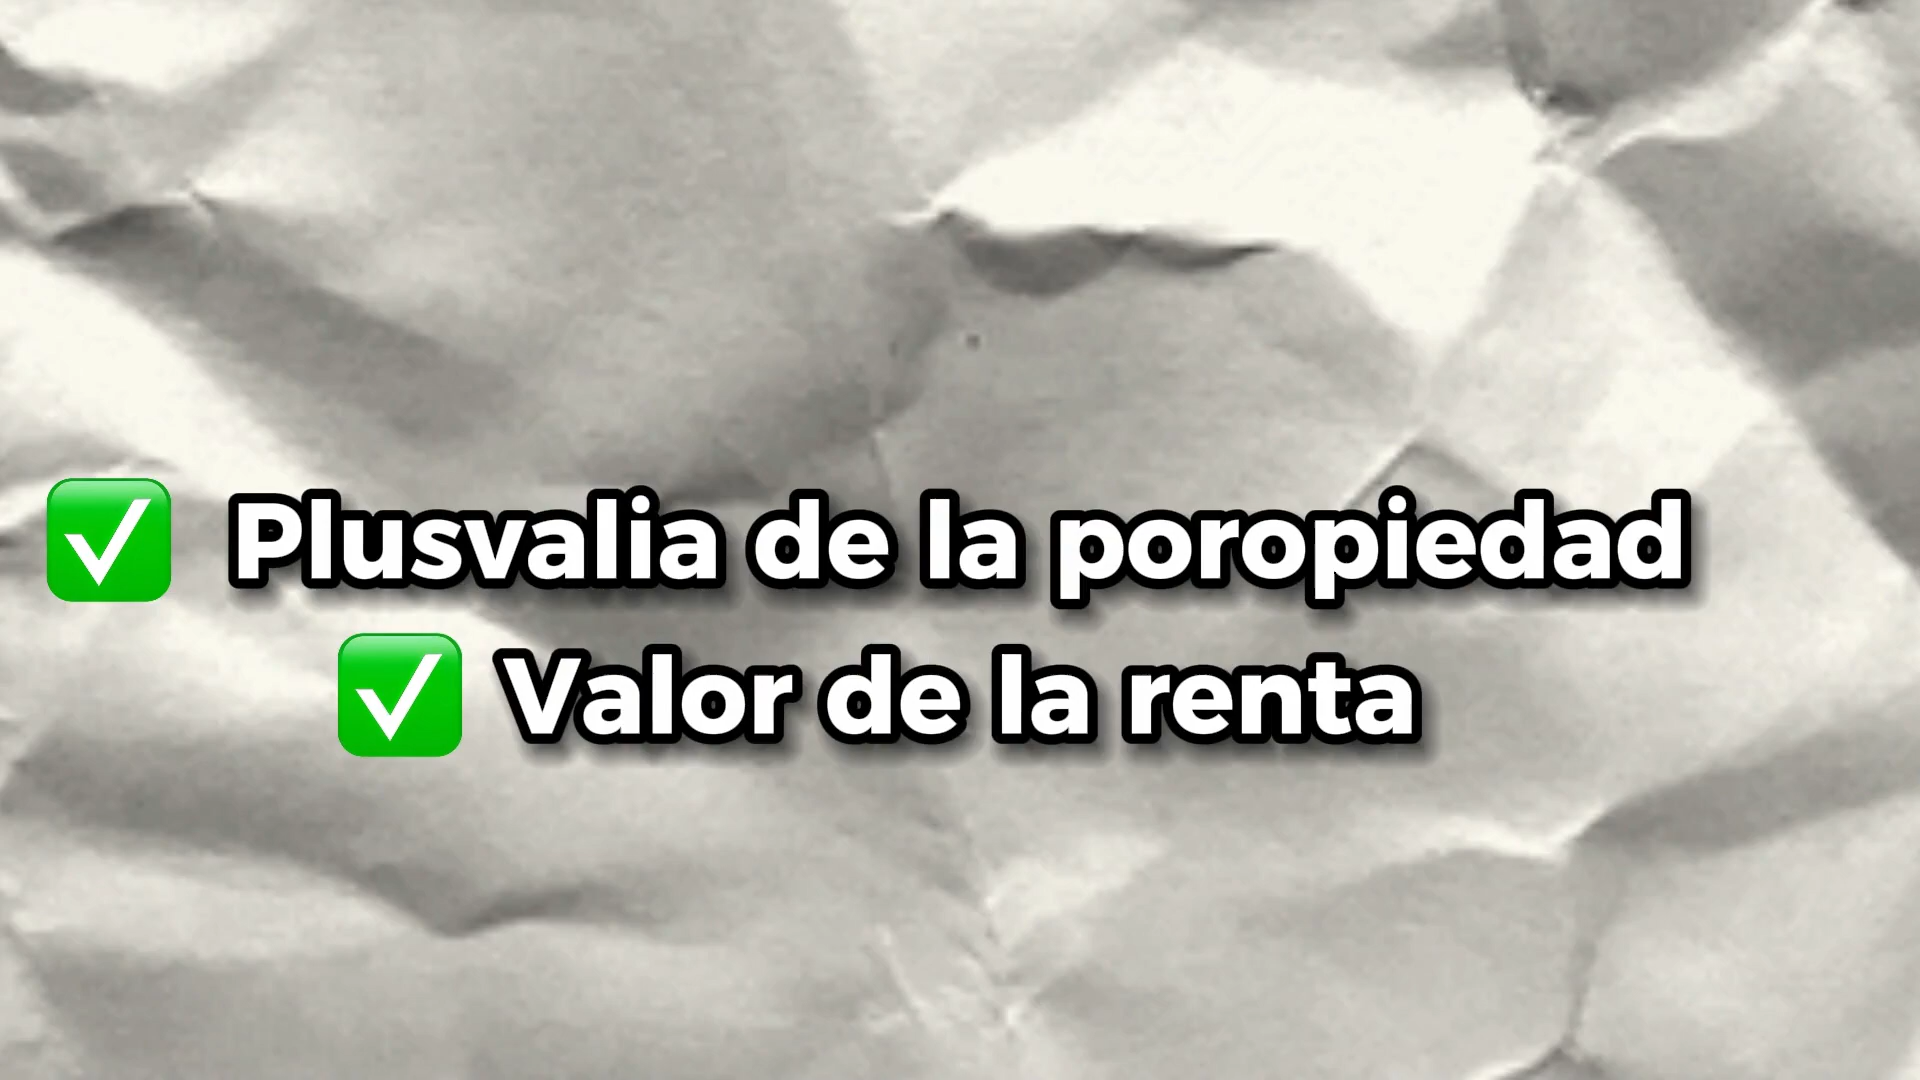 ✅ Plusvalia de la poropiedad
✅ Valor de la renta